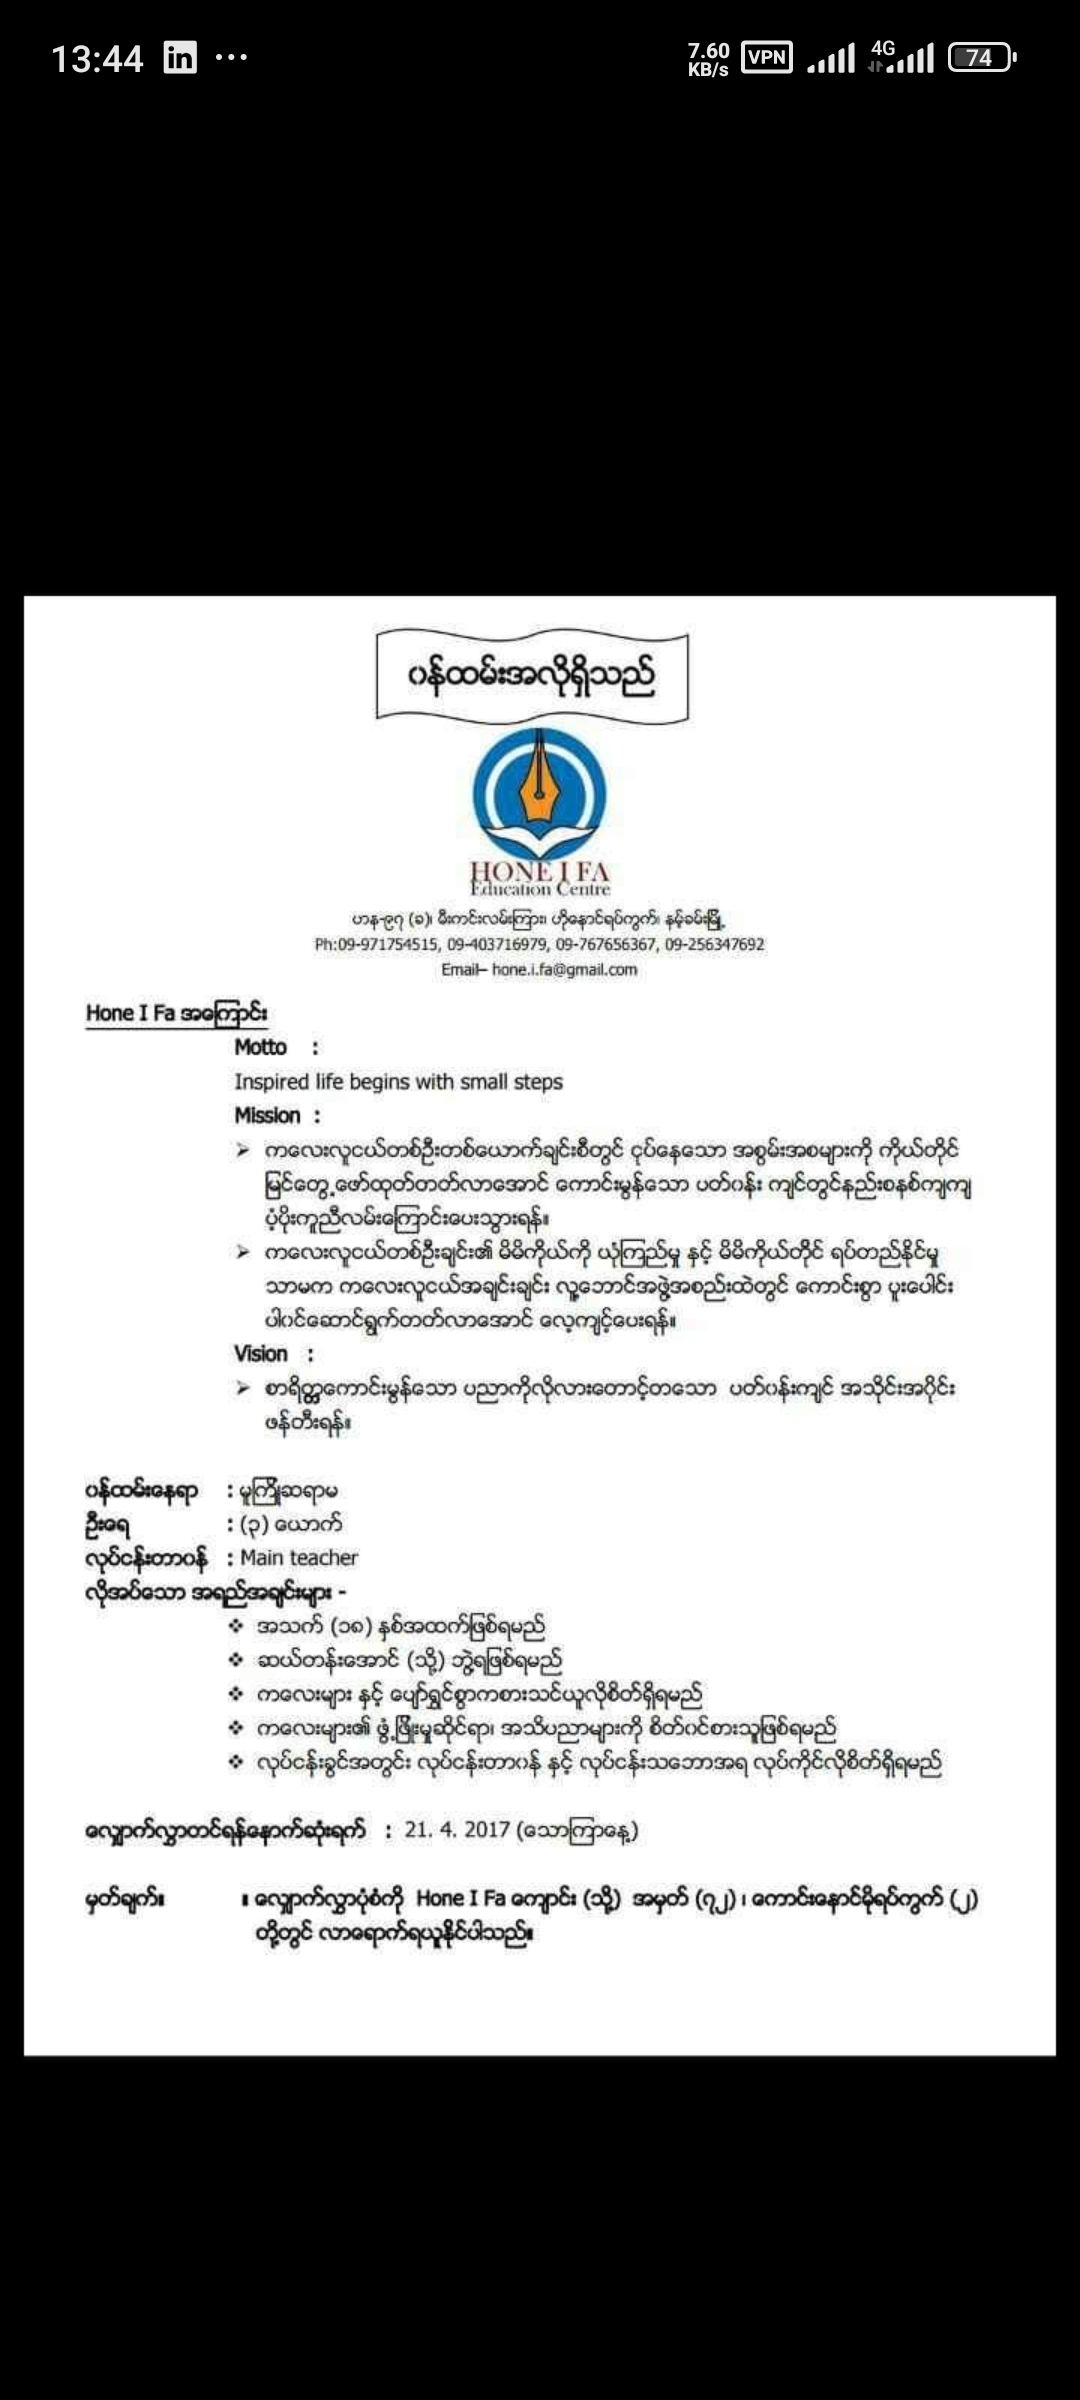 13:44 in ...
7.60 KB/s VPN 4G 74
ဝန်ထမ်းအလိုရှိသည်
HONE I FA
Education Centre
ဟန-၉၇ (ခ)၊ မီးကင်းလမ်းကြား၊ ဟိုနောင်ရပ်ကွက်၊ နမ့်ခမ်းမြို့
Ph:09-971754515, 09-403716979, 09-767656367, 09-256347692
Email– hone.i.fa@gmail.com
Hone I Fa အကြောင်း
Motto :
Inspired life begins with small steps
Mission :
➢ ကလေးလူငယ်တစ်ဦးတစ်ယောက်ချင်းစီတွင် ငုပ်နေသော အစွမ်းအစများကို ကိုယ်တိုင်
မြင်တွေ့ဖော်ထုတ်တတ်လာအောင် ကောင်းမွန်သော ပတ်ဝန်း ကျင်တွင်နည်းစနစ်ကျကျ
ပံ့ပိုးကူညီလမ်းကြောင်းပေးသွားရန်။
➢ ကလေးလူငယ်တစ်ဦးချင်း၏ မိမိကိုယ်ကို ယုံကြည်မှု နှင့် မိမိကိုယ်တိုင် ရပ်တည်နိုင်မှု
သာမက ကလေးလူငယ်အချင်းချင်း လူ့ဘောင်အဖွဲ့အစည်းထဲတွင် ကောင်းစွာ ပူးပေါင်း
ပါဝင်ဆောင်ရွက်တတ်လာအောင် လေ့ကျင့်ပေးရန်။
Vision :
➢ စာရိတ္တကောင်းမွန်သော ပညာကိုလိုလားတောင့်တသော ပတ်ဝန်းကျင် အသိုင်းအဝိုင်း
ဖန်တီးရန်။
ဝန်ထမ်းနေရာ : မူကြိုဆရာမ
ဦးရေ : (၃) ယောက်
လုပ်ငန်းတာဝန် : Main teacher
လိုအပ်သော အရည်အချင်းများ -
❖ အသက် (၁၈) နှစ်အထက်ဖြစ်ရမည်
❖ ဆယ်တန်းအောင် (သို့) ဘွဲ့ရဖြစ်ရမည်
❖ ကလေးများ နှင့် ပျော်ရွှင်စွာကစားသင်ယူလိုစိတ်ရှိရမည်
❖ ကလေးများ၏ ဖွံ့ဖြိုးမှုဆိုင်ရာ၊ အသိပညာများကို စိတ်ဝင်စားသူဖြစ်ရမည်
❖ လုပ်ငန်းခွင်အတွင်း လုပ်ငန်းတာဝန် နှင့် လုပ်ငန်းသဘောအရ လုပ်ကိုင်လိုစိတ်ရှိရမည်
လျှောက်လွှာတင်ရန်နောက်ဆုံးရက် : 21. 4. 2017 (သောကြာနေ့)
မှတ်ချက်။ ။ လျှောက်လွှာပုံစံကို Hone I Fa ကျောင်း (သို့) အမှတ် (၇၂) ၊ ကောင်းနောင်မိုရပ်ကွက် (၂)
တို့တွင် လာရောက်ရယူနိုင်ပါသည်။